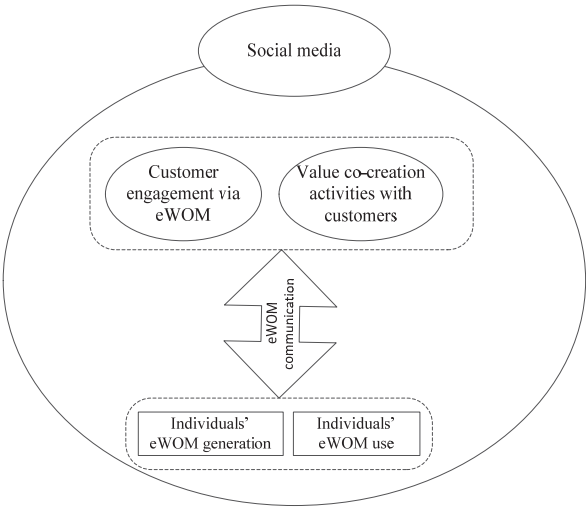 Social media
Customer
engagement via
eWOM
Value co-creation
activities with
customers
eWOM
communication
Individuals’
eWOM generation
Individuals’
eWOM use